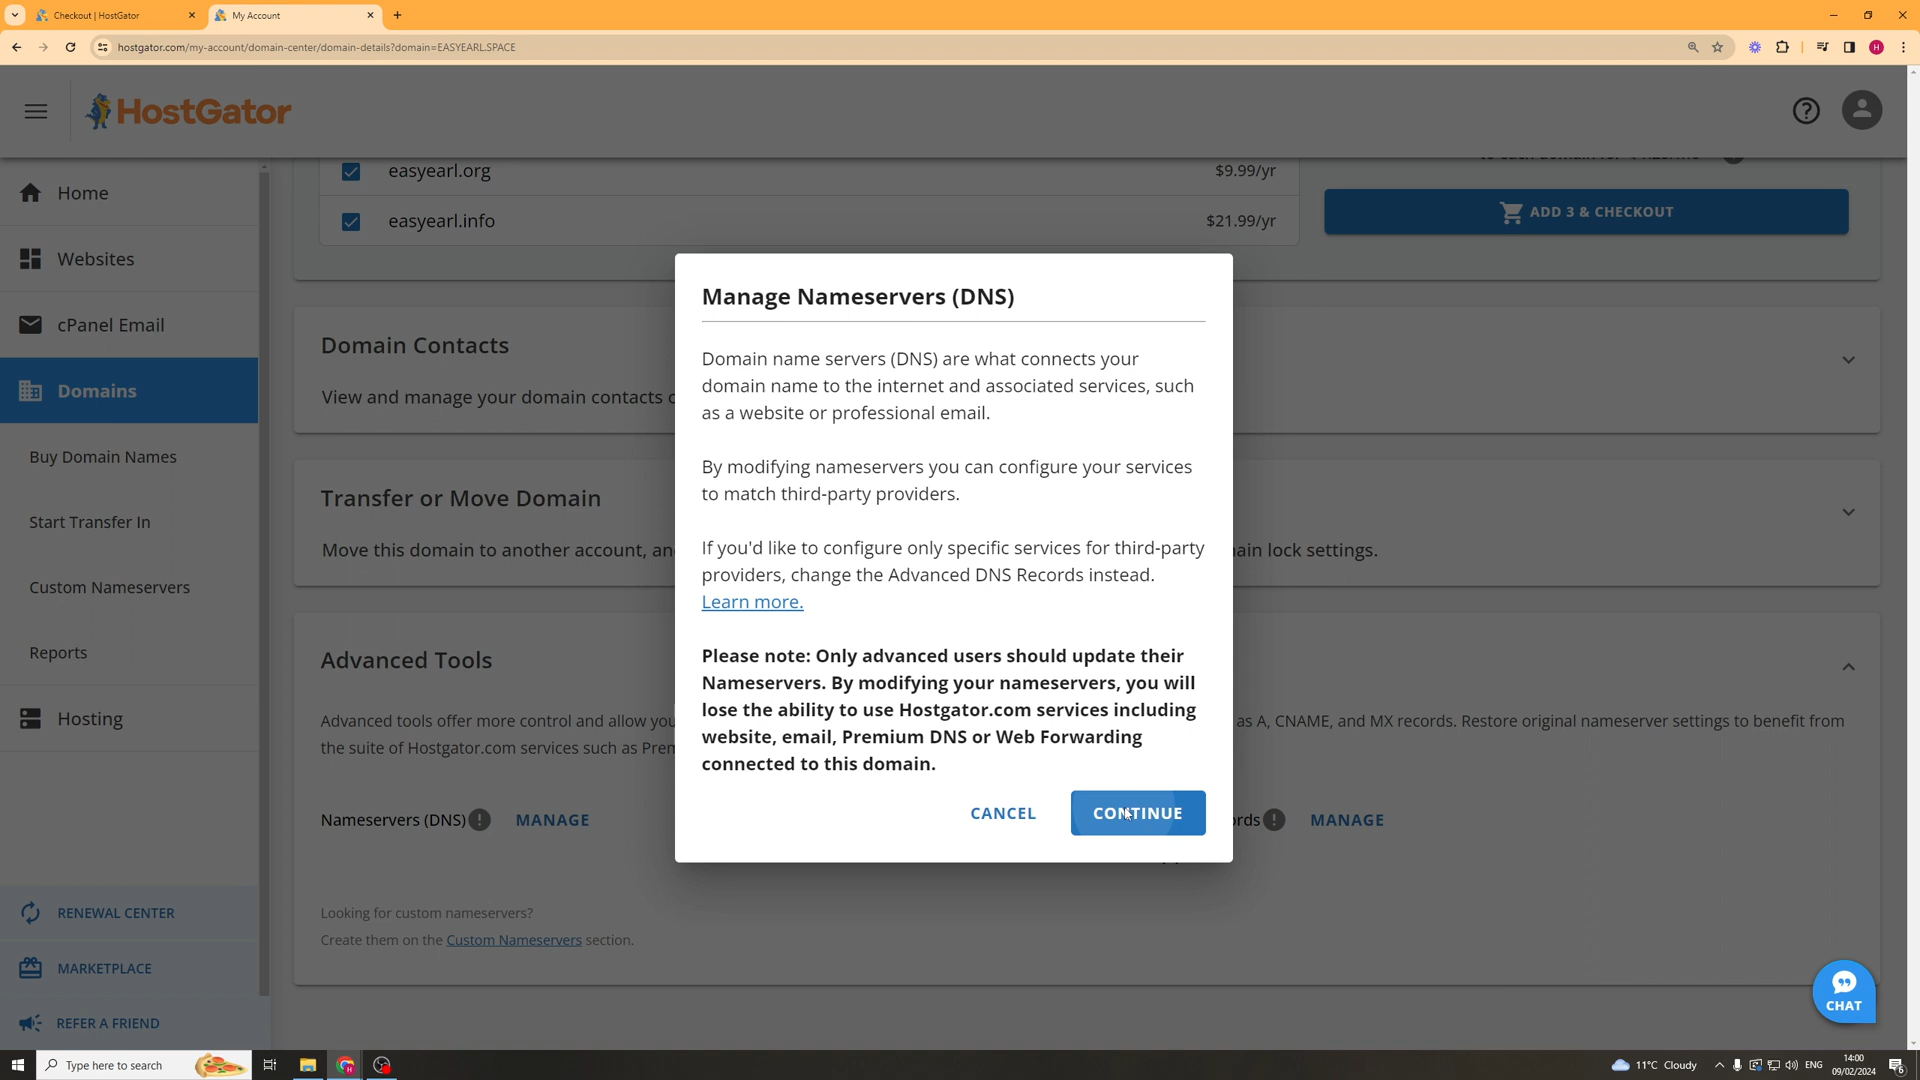 Checkout | HostGator
My Account
hostgator.com/my-account/domain-center/domain-details?domain=EASYEARL.SPACE
H
HostGator
Home
Websites
cPanel Email
Domains
Buy Domain Names
Start Transfer In
Custom Nameservers
Reports
Hosting
RENEWAL CENTER
MARKETPLACE
REFER A FRIEND
easyearl.org
$9.99/yr
easyearl.info
$21.99/yr
ADD 3 & CHECKOUT
Domain Contacts
View and manage your domain contacts
Transfer or Move Domain
Move this domain to another account, an
ain lock settings.
Advanced Tools
Advanced tools offer more control and allow you
as A, CNAME, and MX records. Restore original nameserver settings to benefit from
the suite of Hostgator.com services such as Prem
Nameservers (DNS)
MANAGE
rds
MANAGE
Looking for custom nameservers?
Create them on the Custom Nameservers section.
Manage Nameservers (DNS)
Domain name servers (DNS) are what connects your
domain name to the internet and associated services, such
as a website or professional email.
By modifying nameservers you can configure your services
to match third-party providers.
If you'd like to configure only specific services for third-party
providers, change the Advanced DNS Records instead.
Learn more.
Please note: Only advanced users should update their
Nameservers. By modifying your nameservers, you will
lose the ability to use Hostgator.com services including
website, email, Premium DNS or Web Forwarding
connected to this domain.
CANCEL
CONTINUE
CHAT
Type here to search
11°C Cloudy
ENG
14:00
09/02/2024
6